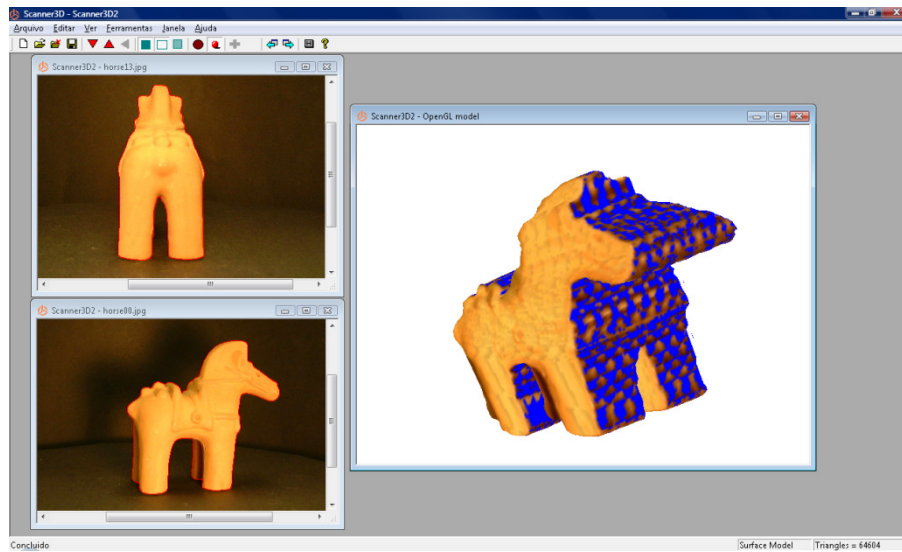 Scanner3D - Scanner3D2
Arquivo Editar Ver Ferramentas Janela Ajuda
Scanner3D2 - horse13.jpg
Scanner3D2 - OpenGL model
Scanner3D2 - horse08.jpg
Concluido
Surface Model
Triangles = 64604